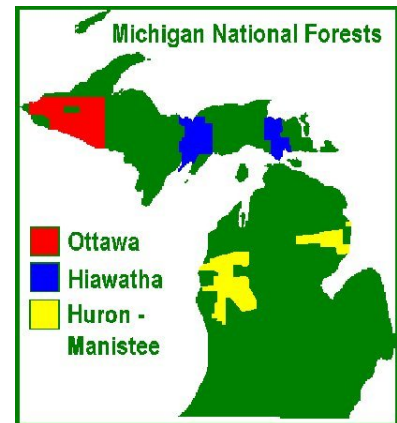 Michigan National Forests
Ottawa
Hiawatha
Huron -
Manistee